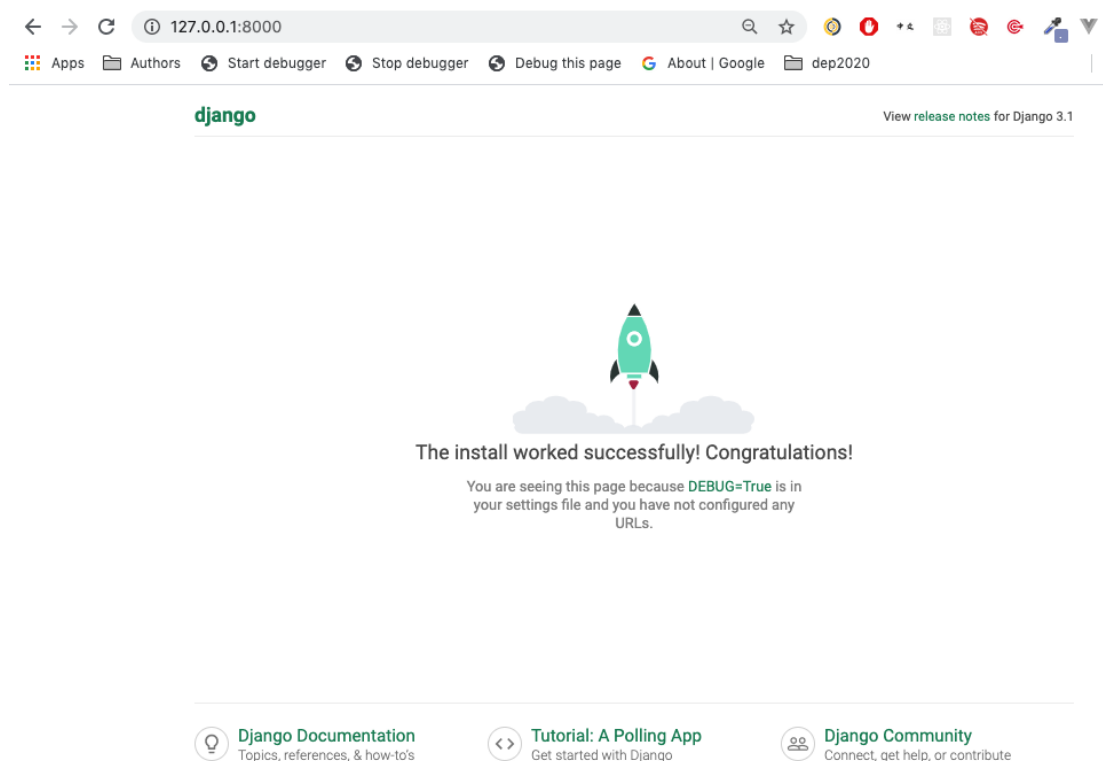 127.0.0.1:8000
Apps Authors Start debugger Stop debugger Debug this page About | Google dep2020
django View release notes for Django 3.1
The install worked successfully! Congratulations!
You are seeing this page because DEBUG=True is in
your settings file and you have not configured any
URLs.
Django Documentation Tutorial: A Polling App Django Community
Topics, references, & how-to's Get started with Django Connect, get help, or contribute